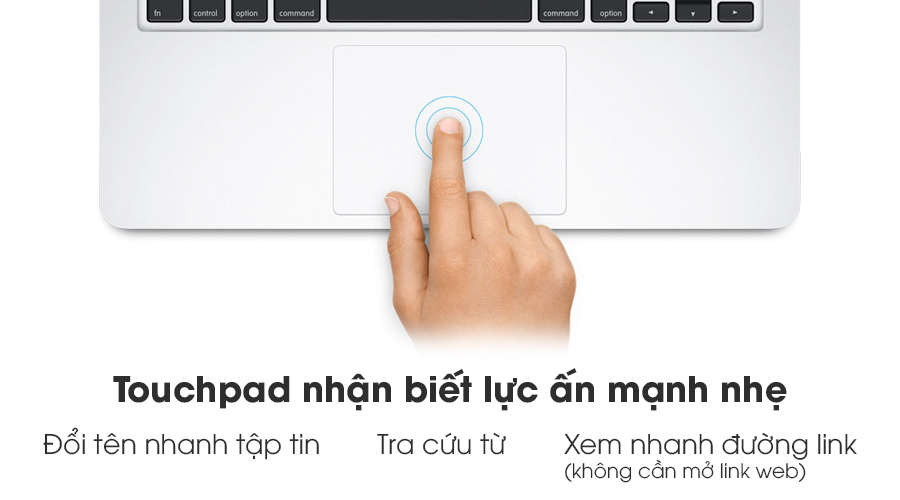 fn control option command command option
Touchpad nhận biết lực ấn mạnh nhẹ
Đổi tên nhanh tập tin Tra cứu từ Xem nhanh đường link
(không cần mở link web)